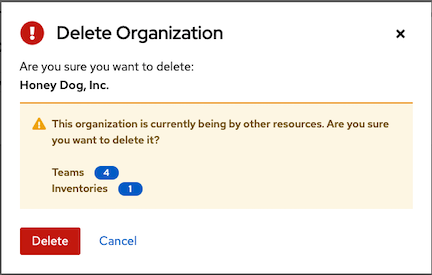 Delete Organization
Are you sure you want to delete:
Honey Dog, Inc.
This organization is currently being by other resources. Are you sure
you want to delete it?
Teams 4
Inventories 1
Delete Cancel